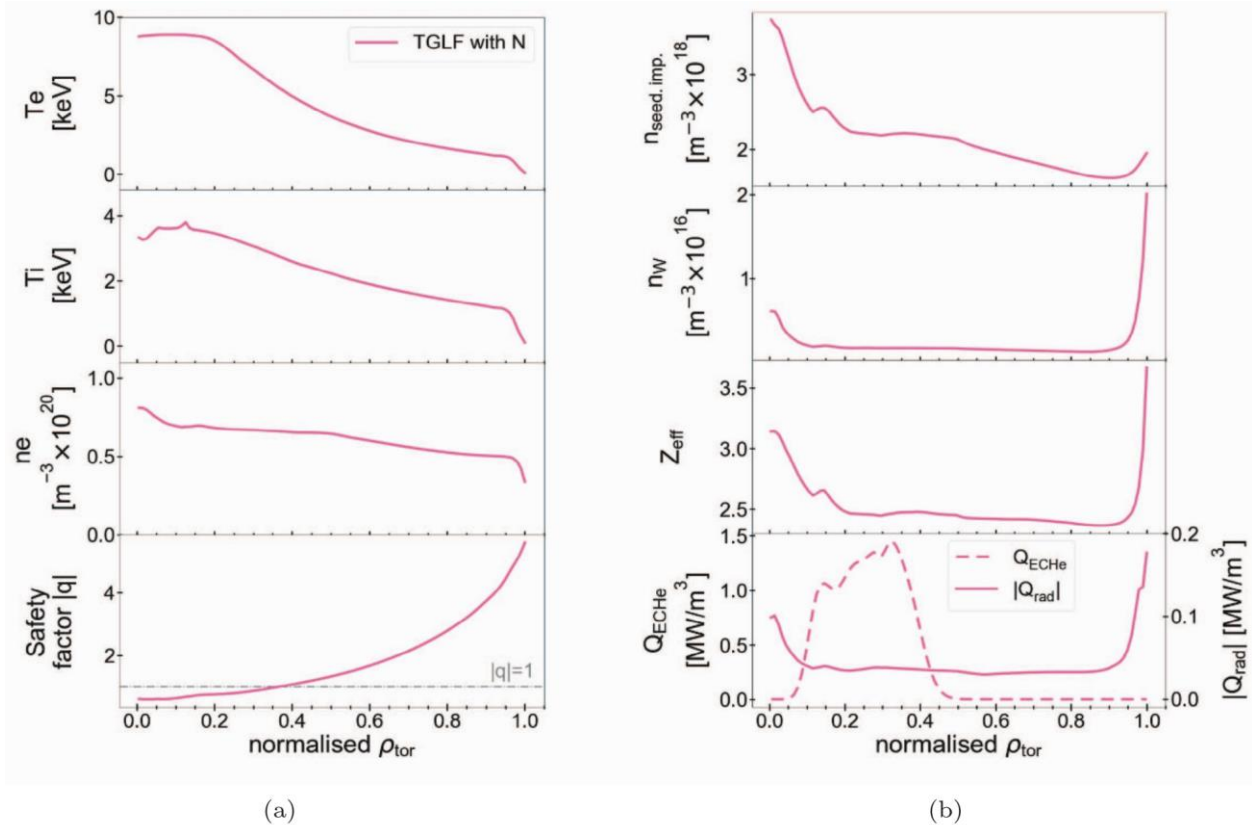 10
5
0
Te
[keV]
TGLF with N
4
2
0
Ti
[keV]
1.0
0.5
0.0
ne
[m⁻³×10²⁰]
4
2
Safety
factor |q|
|q|=1
0.0 0.2 0.4 0.6 0.8 1.0
normalised ρtor
(a)
3
2
nseed. imp.
[m⁻³×10¹⁸]
2
1
nW
[m⁻³×10¹⁶]
3.5
3.0
2.5
Zeff
1.5
1.0
0.5
0.0
QECHe
[MW/m³]
QECHe
|Qrad|
0.2
0.1
0.0
|Qrad| [MW/m³]
0.0 0.2 0.4 0.6 0.8 1.0
normalised ρtor
(b)